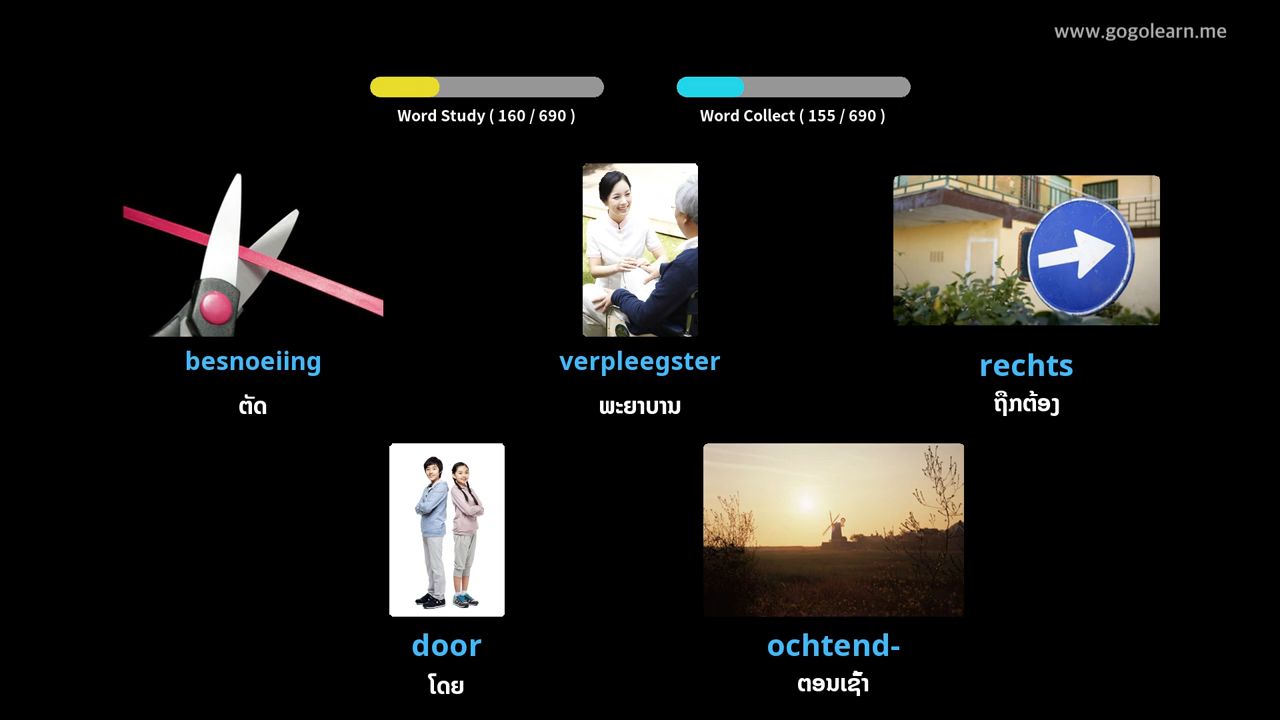 www.gogolearn.me
Word Study ( 160 / 690 )
Word Collect ( 155 / 690 )
besnoeiing
ຕັດ
verpleegster
ພະຍາບານ
rechts
ຖືກຕ້ອງ
door
ໂດຍ
ochtend-
ຕອນເຊົ້າ